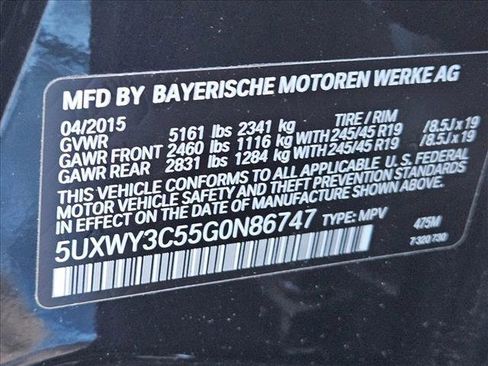 MFD BY BAYERISCHE MOTOREN WERKE AG
04/2015 TIRE / RIM
GVWR 5161 lbs 2341 kg
GAWR FRONT 2460 lbs 1116 kg WITH 245/45 R19 / 8.5J x 19
GAWR REAR 2831 lbs 1284 kg WITH 245/45 R19 / 8.5J x 19
THIS VEHICLE CONFORMS TO ALL APPLICABLE U.S. FEDERAL
MOTOR VEHICLE SAFETY AND THEFT PREVENTION STANDARDS
IN EFFECT ON THE DATE OF MANUFACTURE SHOWN ABOVE.
5UXWY3C55G0N86747 TYPE: MPV 475M
7 320 730